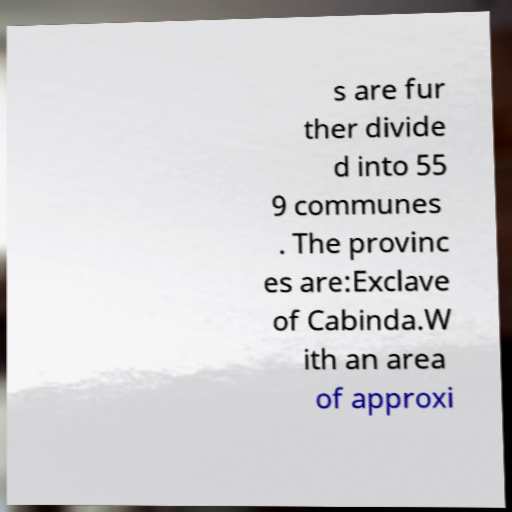 s are fur
ther divide
d into 55
9 communes
. The provinc
es are:Exclave
of Cabinda.W
ith an area
of approxi